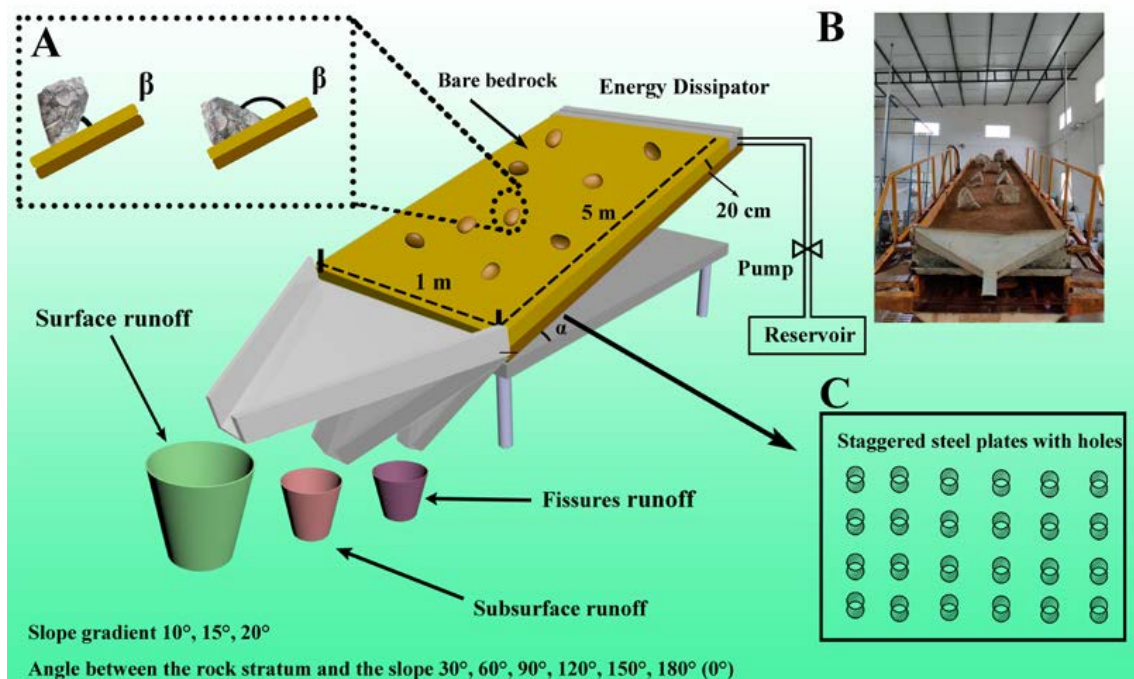 A
β
β
Bare bedrock
Energy Dissipator
B
5 m
20 cm
1 m
Pump
α
Reservoir
Surface runoff
C
Staggered steel plates with holes
Fissures runoff
Subsurface runoff
Slope gradient 10°, 15°, 20°
Angle between the rock stratum and the slope 30°, 60°, 90°, 120°, 150°, 180° (0°)